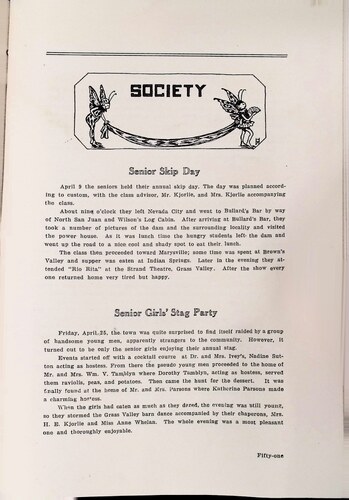 SOCIETY
Senior Skip Day
April 9 the seniors held their annual skip day. The day was planned accord-
ing to custom, with the class advisor, Mr. Kjorlie, and Mrs. Kjorlie accompanying
the class.
About nine o'clock they left Nevada City and went to Bullard's Bar by way
of North San Juan and Wilson's Log Cabin. After arriving at Bullard's Bar, they
took a number of pictures of the dam and the surrounding locality and visited
the power house. As it was lunch time the hungry students left the dam and
went up the road to a nice cool and shady spot to eat their lunch.
The class then proceeded toward Marysville; some time was spent at Brown's
Valley and supper was eaten at Indian Springs. Later in the evening they at-
tended "Rio Rita" at the Strand Theatre, Grass Valley. After the show every
one returned home very tired but happy.
Senior Girls' Stag Party
Friday, April 25, the town was quite surprised to find itself raided by a group
of handsome young men, apparently strangers to the community. However, it
turned out to be only the senior girls enjoying their annual stag.
Events started off with a cocktail course at Dr. and Mrs. Irey's, Nadine Sut-
ton acting as hostess. From there the pseudo young men proceeded to the home of
Mr. and Mrs. Wm. V. Tamblyn where Dorothy Tamblyn, acting as hostess, served
them raviolis, peas, and potatoes. Then came the hunt for the dessert. It was
finally found at the home of Mr. and Mrs. Parsons where Katherine Parsons made
a charming hostess.
When the girls had eaten as much as they dared, the evening was still young,
so they stormed the Grass Valley barn dance accompanied by their chaperons, Mrs.
H. E. Kjorlie and Miss Anne Whelan. The whole evening was a most pleasant
one and thoroughly enjoyable.
Fifty-one